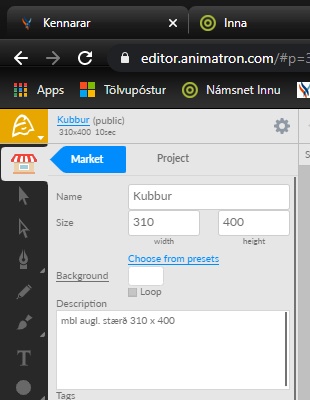 Kennarar
Inna
editor.animatron.com/#p=3
Apps
Tölvupóstur
Námsnet Innu
Kubbur (public)
310x400 10sec
Market
Project
Name
Kubbur
Size
310
400
width
height
Choose from presets
Background
Loop
Description
mbl augl. stærð 310 x 400
T
Tags